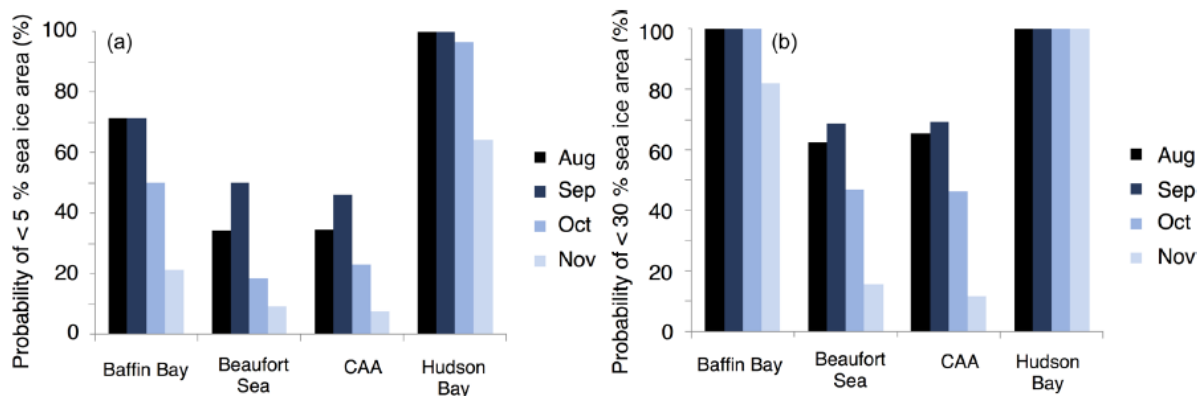 Probability of < 5 % sea ice area (%)
(a)
100
80
60
40
20
0
Baffin Bay
Beaufort
Sea
CAA
Hudson
Bay
Aug
Sep
Oct
Nov
Probability of < 30 % sea ice area (%)
(b)
100
80
60
40
20
0
Baffin Bay
Beaufort
Sea
CAA
Hudson
Bay
Aug
Sep
Oct
Nov